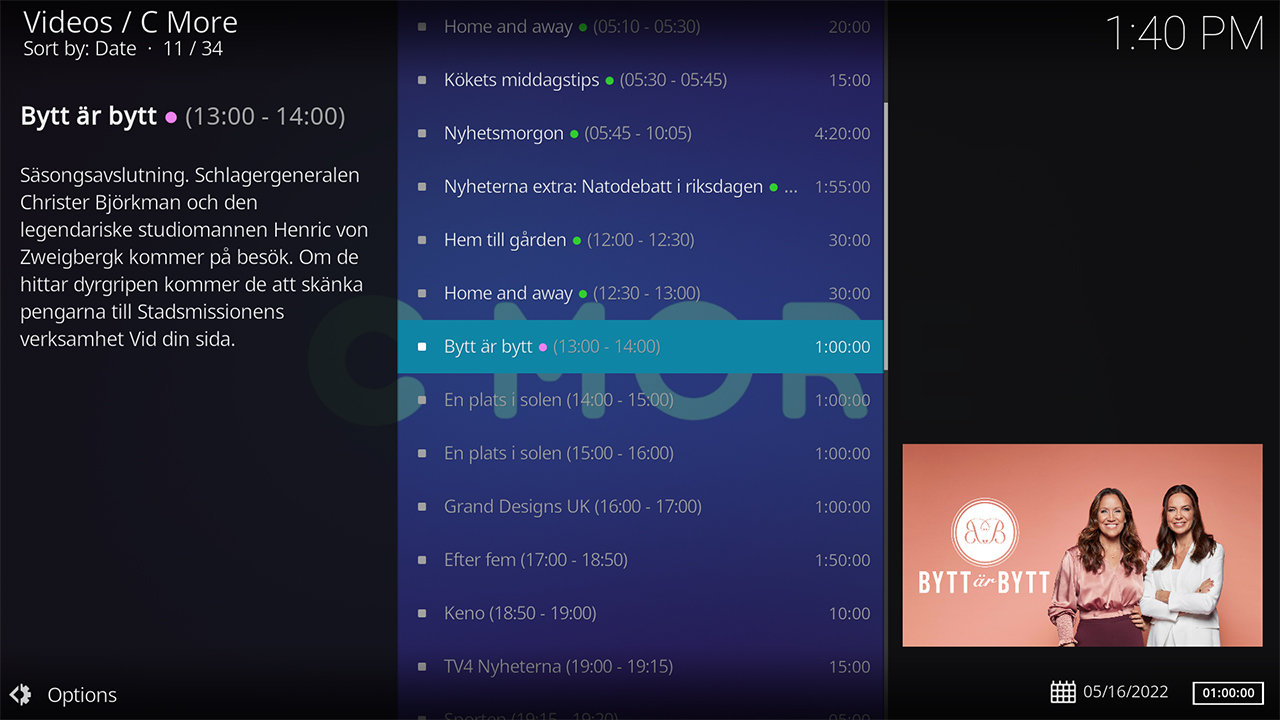 Videos / C More
Sort by: Date · 11 / 34
1:40 PM
Bytt är bytt ● (13:00 - 14:00)
Säsongsavslutning. Schlagergeneralen
Christer Björkman och den
legendariske studiomannen Henric von
Zweigbergk kommer på besök. Om de
hittar dyrgripen kommer de att skänka
pengarna till Stadsmissionens
verksamhet Vid din sida.
Home and away ● (05:10 - 05:30) 20:00
Kökets middagstips ● (05:30 - 05:45) 15:00
Nyhetsmorgon ● (05:45 - 10:05) 4:20:00
Nyheterna extra: Natodebatt i riksdagen ● ... 1:55:00
Hem till gården ● (12:00 - 12:30) 30:00
Home and away ● (12:30 - 13:00) 30:00
Bytt är bytt ● (13:00 - 14:00) 1:00:00
En plats i solen (14:00 - 15:00) 1:00:00
En plats i solen (15:00 - 16:00) 1:00:00
Grand Designs UK (16:00 - 17:00) 1:00:00
Efter fem (17:00 - 18:50) 1:50:00
Keno (18:50 - 19:00) 10:00
TV4 Nyheterna (19:00 - 19:15) 15:00
Sporten (19:15 - 19:20) 05:00
C MORE
BB
BYTT är BYTT
Options
05/16/2022
01:00:00